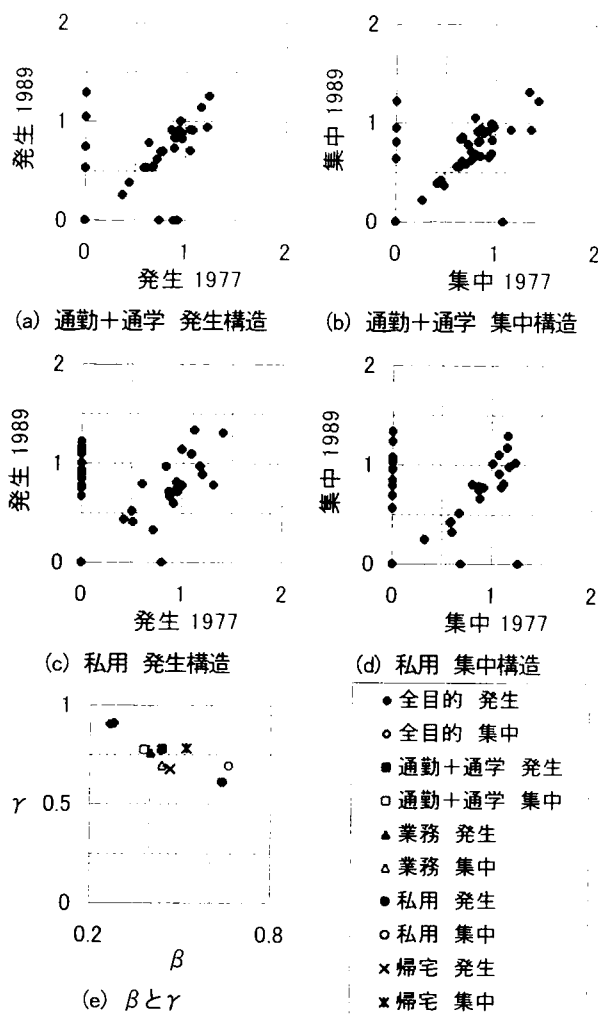 2
1
0
発生 1989
0
1
2
発生 1977
(a) 通勤+通学 発生構造
2
1
0
集中 1989
0
1
2
集中 1977
(b) 通勤+通学 集中構造
2
1
0
発生 1989
0
1
2
発生 1977
(c) 私用 発生構造
2
1
0
集中 1989
0
1
2
集中 1977
(d) 私用 集中構造
1
γ 0.5
0
0.2
0.8
β
(e) βとγ
全目的 発生
全目的 集中
通勤+通学 発生
通勤+通学 集中
業務 発生
業務 集中
私用 発生
私用 集中
帰宅 発生
帰宅 集中